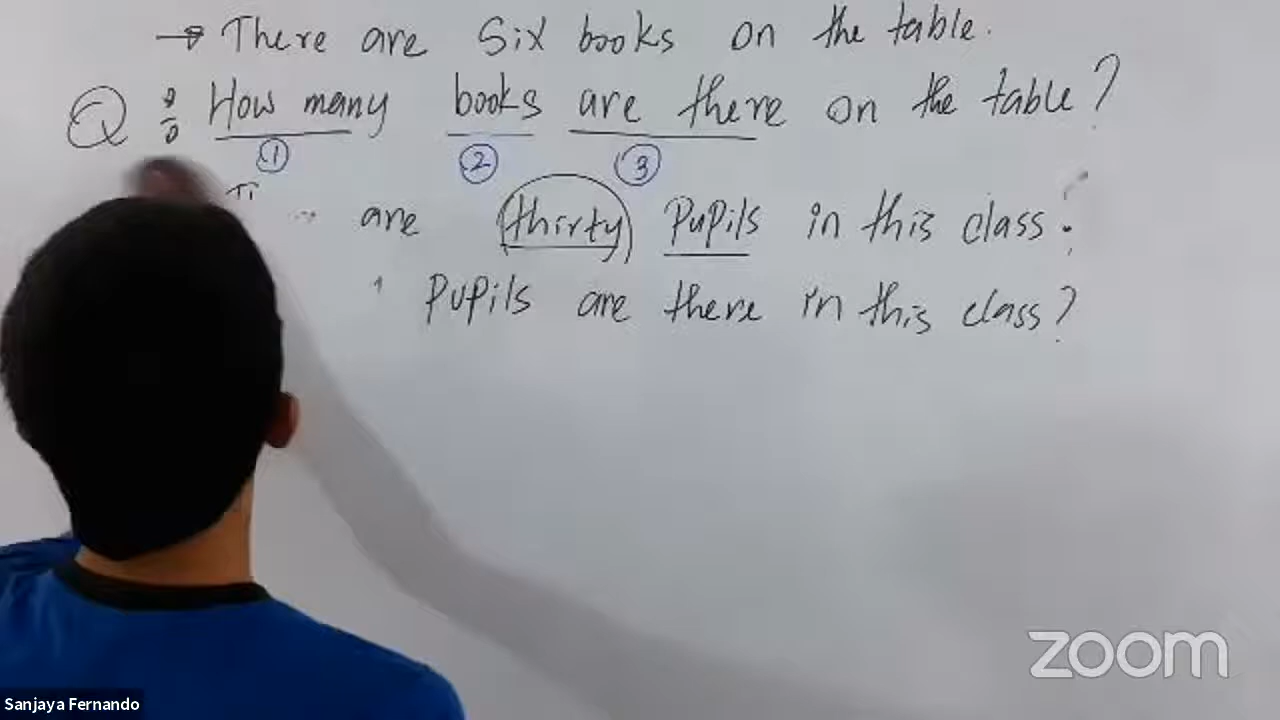 → There are Six books on the table.
Q : How many books are there on the table?
① ② ③
are thirty Pupils in this class.
Pupils are there in this class?
zoom
Sanjaya Fernando